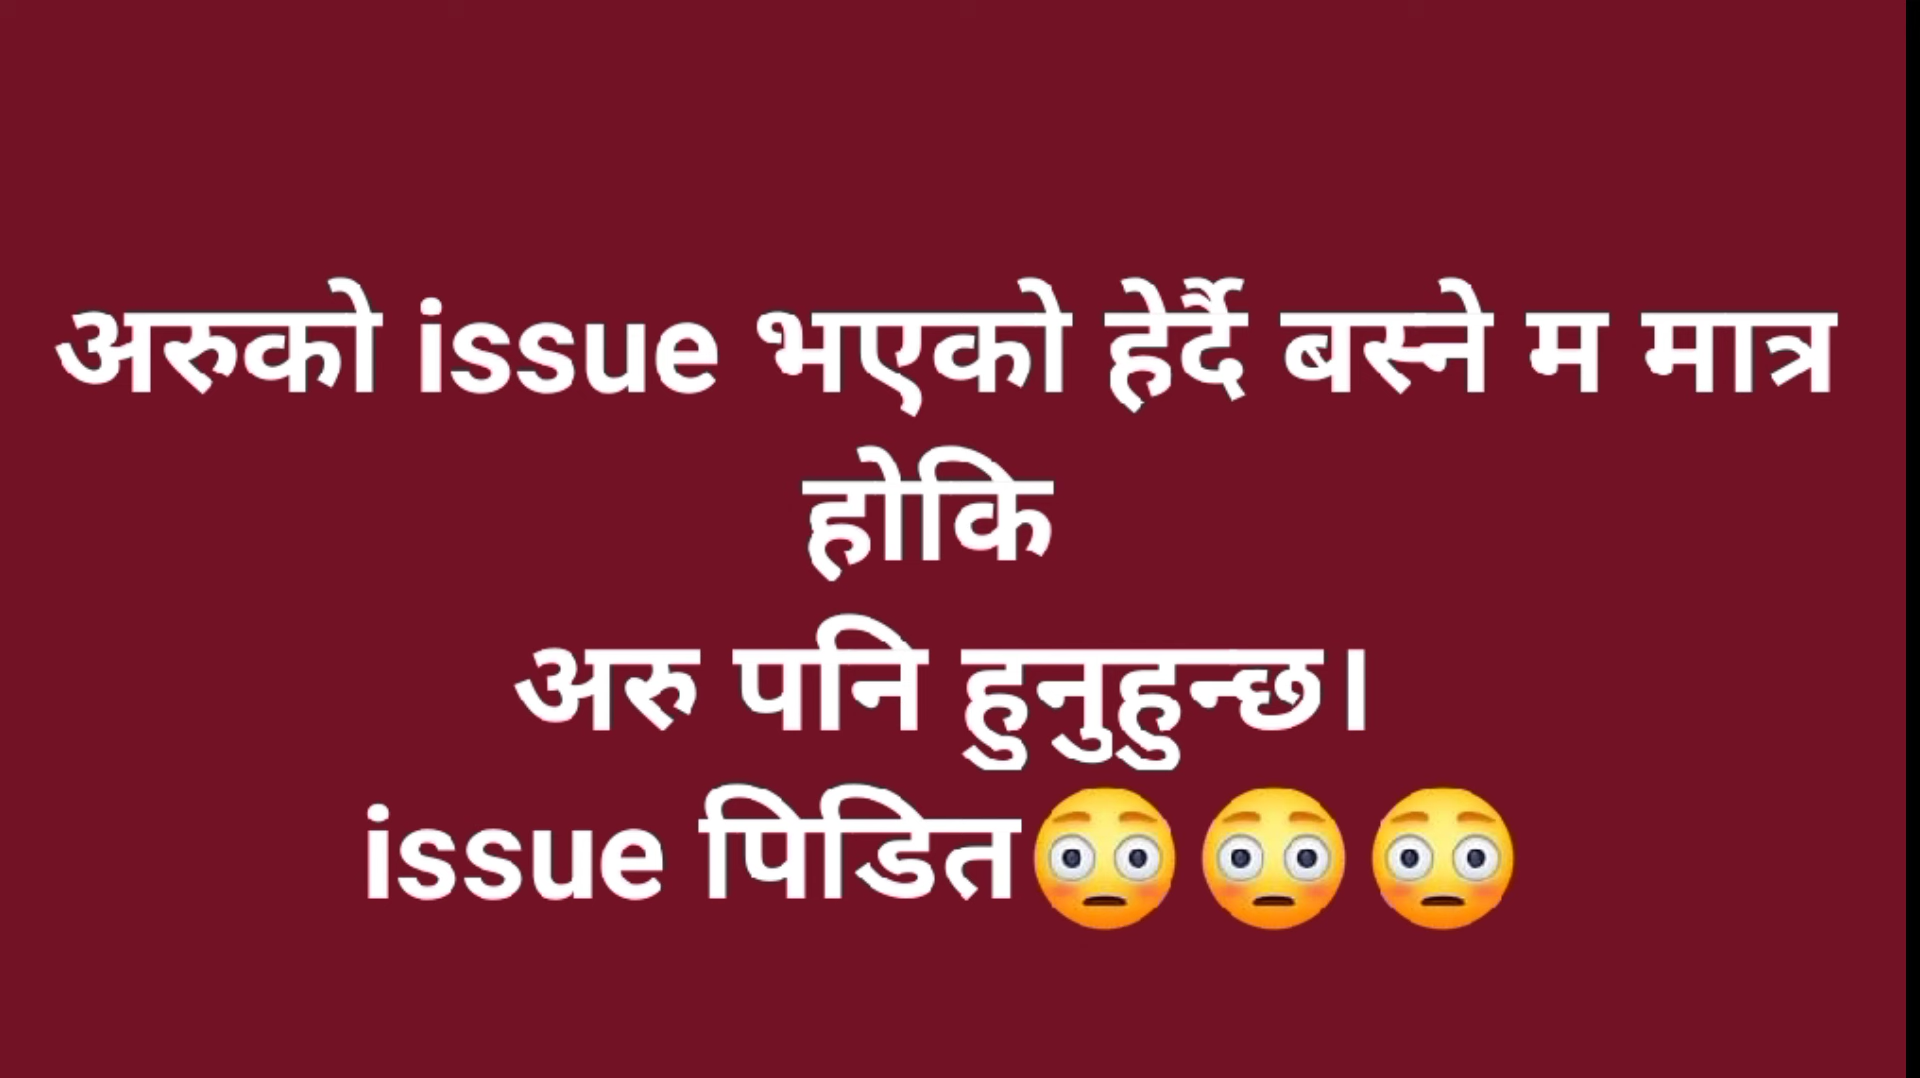 अरुको issue भएको हेर्दै बस्ने म मात्र
होकि
अरु पनि हुनुहुन्छ।
issue पिडित😳😳😳